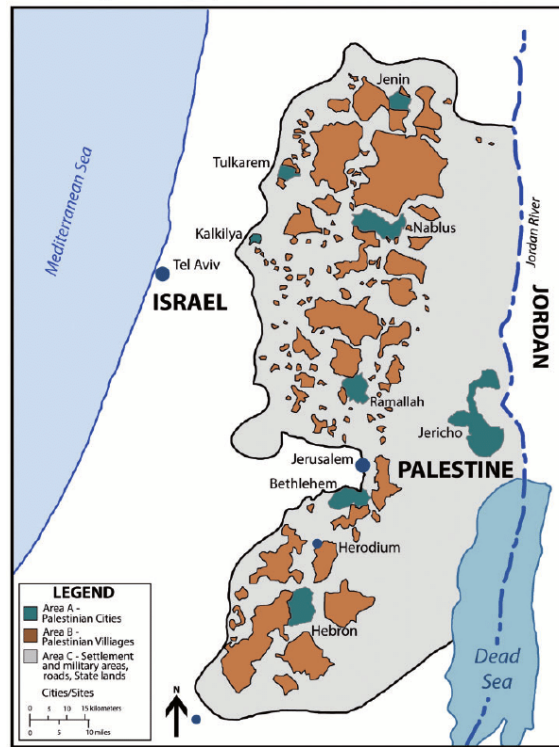 Jenin
Tulkarem
Nablus
Kalkilya
Tel Aviv
ISRAEL
Mediterranean Sea
Jordan River
JORDAN
Ramallah
Jericho
Jerusalem
PALESTINE
Bethlehem
Herodium
Hebron
Dead
Sea
LEGEND
Area A -
Palestinian Cities
Area B -
Palestinian Villiages
Area C - Settlement
and military areas,
roads, State lands
Cities/Sites
0 5 10 15 kilometers
0 5 10 miles
N